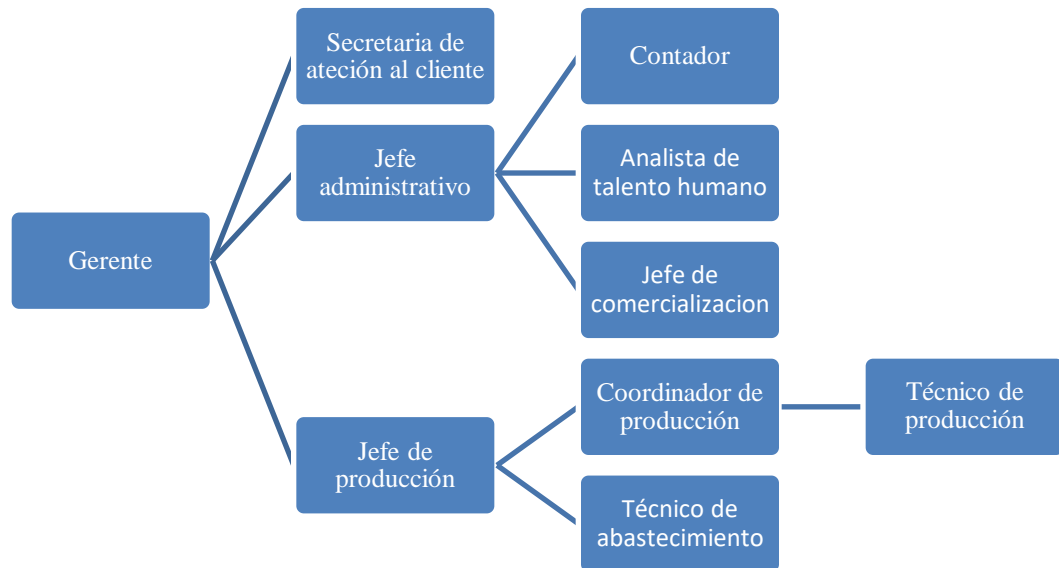 Secretaria de
ateción al cliente
Contador
Jefe
administrativo
Analista de
talento humano
Gerente
Jefe de
comercializacion
Coordinador de
producción
Técnico de
producción
Jefe de
producción
Técnico de
abastecimiento